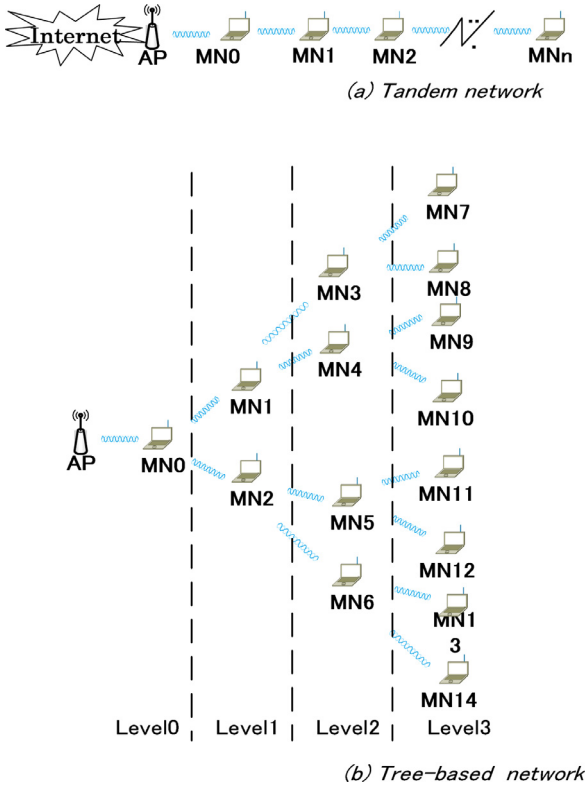 Internet
AP
MN0
MN1
MN2
MNn
(a) Tandem network
MN7
MN3
MN8
MN9
MN4
MN1
MN10
AP
MN0
MN2
MN11
MN5
MN12
MN6
MN1
3
MN14
Level0
Level1
Level2
Level3
(b) Tree-based network